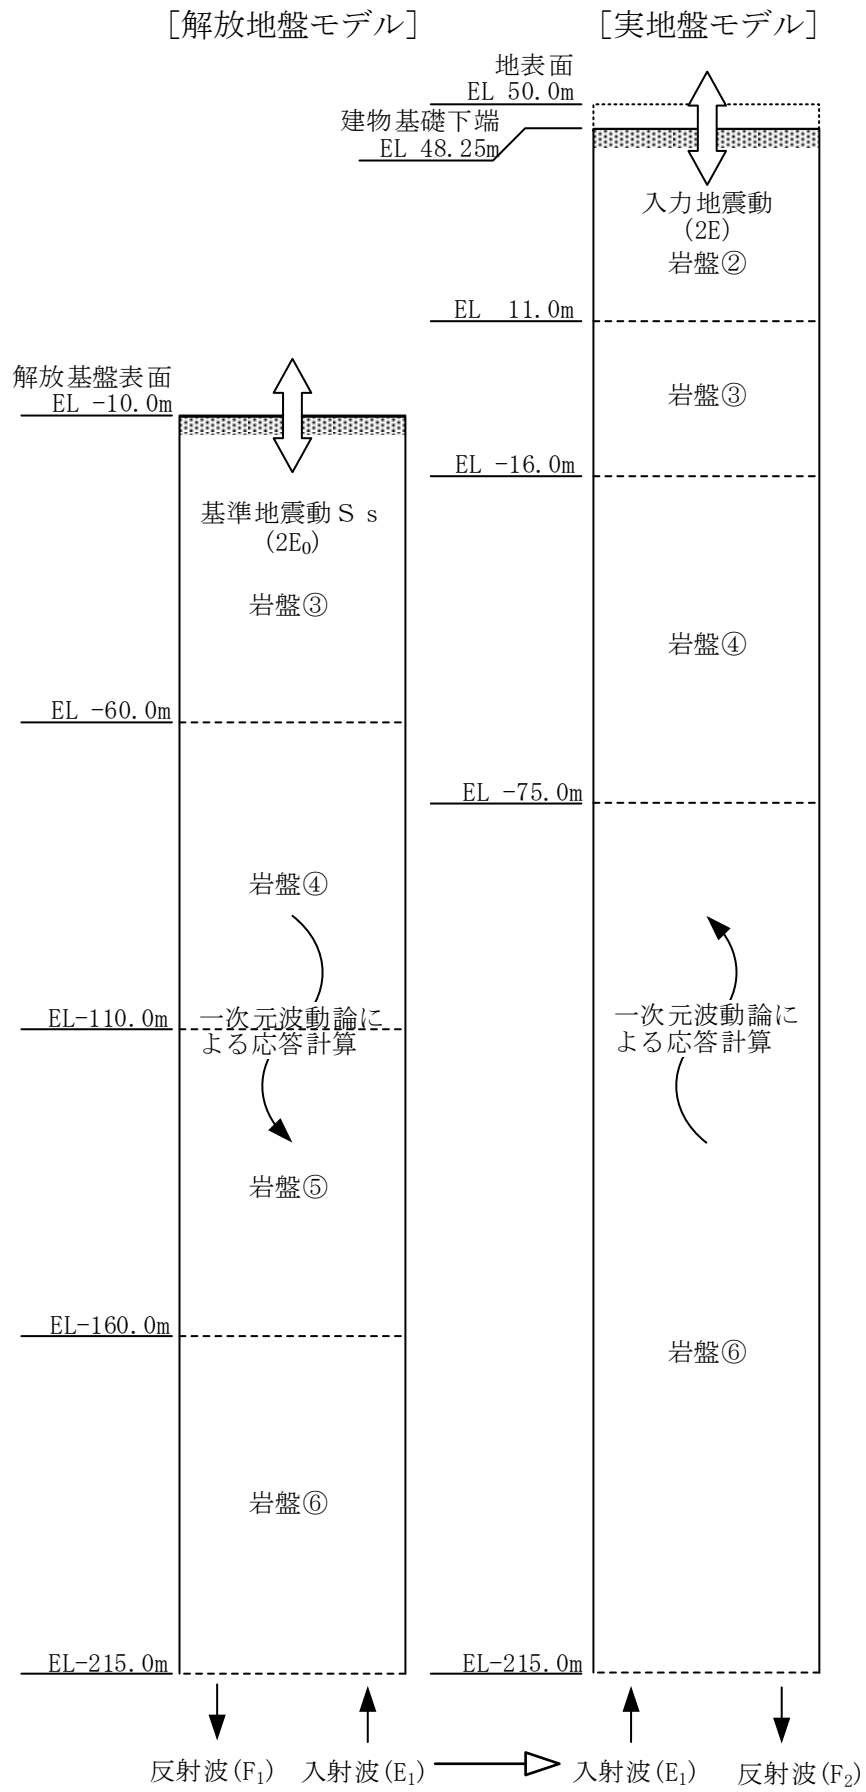 [解放地盤モデル]
解放基盤表面
EL -10.0m
基準地震動Ｓｓ
(2E₀)
岩盤③
EL -60.0m
岩盤④
EL-110.0m
一次元波動論に
よる応答計算
岩盤⑤
EL-160.0m
岩盤⑥
EL-215.0m
反射波(F₁)
入射波(E₁)
[実地盤モデル]
地表面
EL 50.0m
建物基礎下端
EL 48.25m
入力地震動
(2E)
岩盤②
EL 11.0m
岩盤③
EL -16.0m
岩盤④
EL -75.0m
一次元波動論に
よる応答計算
岩盤⑥
EL-215.0m
入射波(E₁)
反射波(F₂)